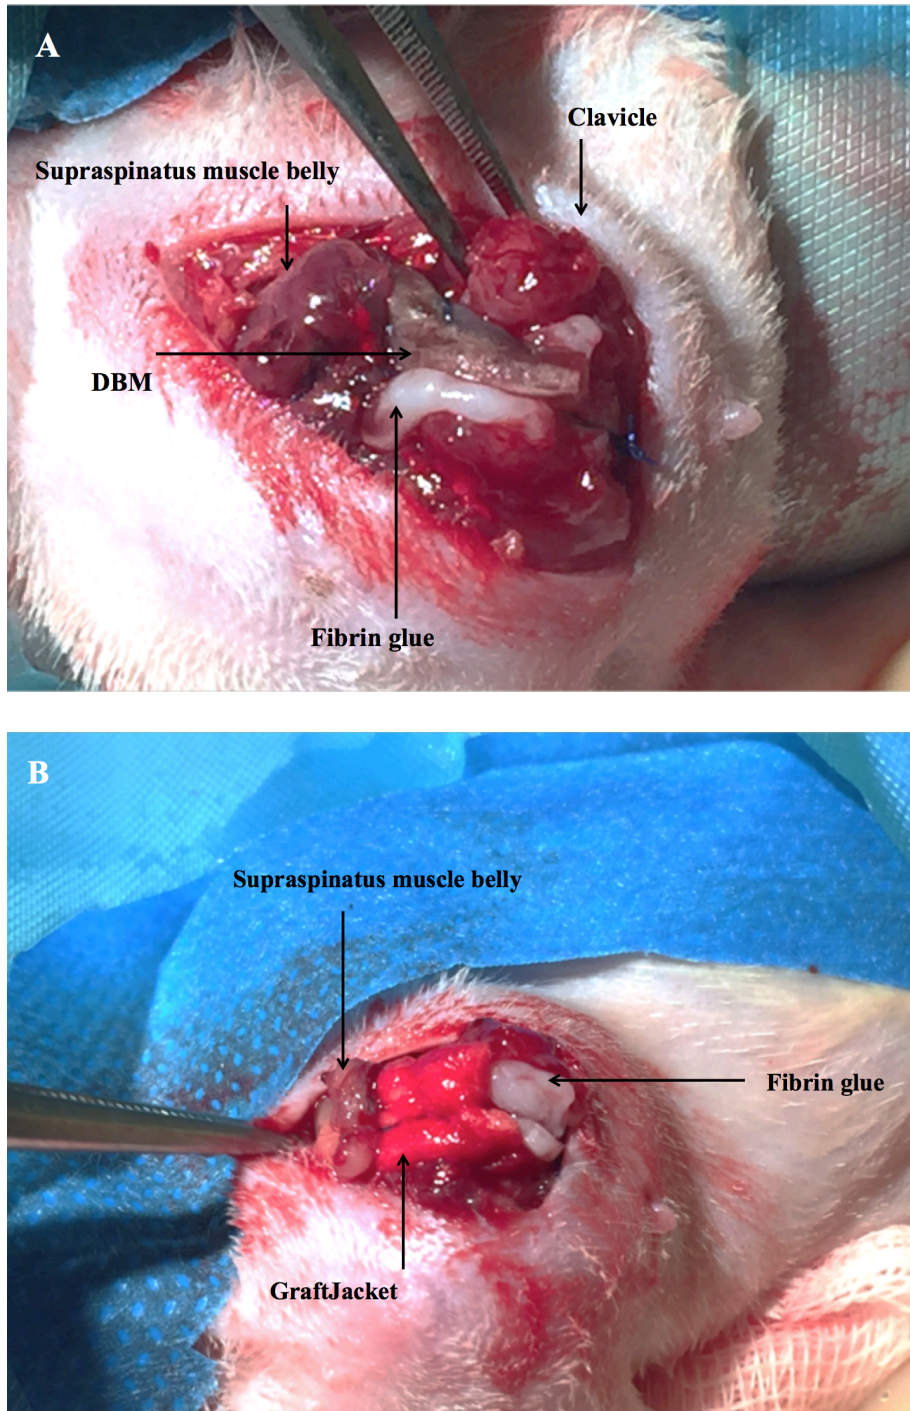 A
Clavicle
Supraspinatus muscle belly
DBM
Fibrin glue
B
Supraspinatus muscle belly
Fibrin glue
GraftJacket